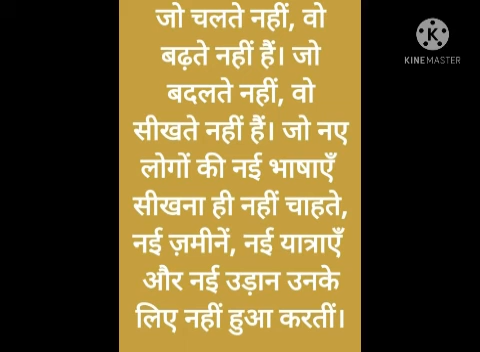 जो चलते नहीं, वो
बढ़ते नहीं हैं। जो
बदलते नहीं, वो
सीखते नहीं हैं। जो नए
लोगों की नई भाषाएँ
सीखना ही नहीं चाहते,
नई ज़मीनें, नई यात्राएँ
और नई उड़ान उनके
लिए नहीं हुआ करतीं।
K
KINEMASTER